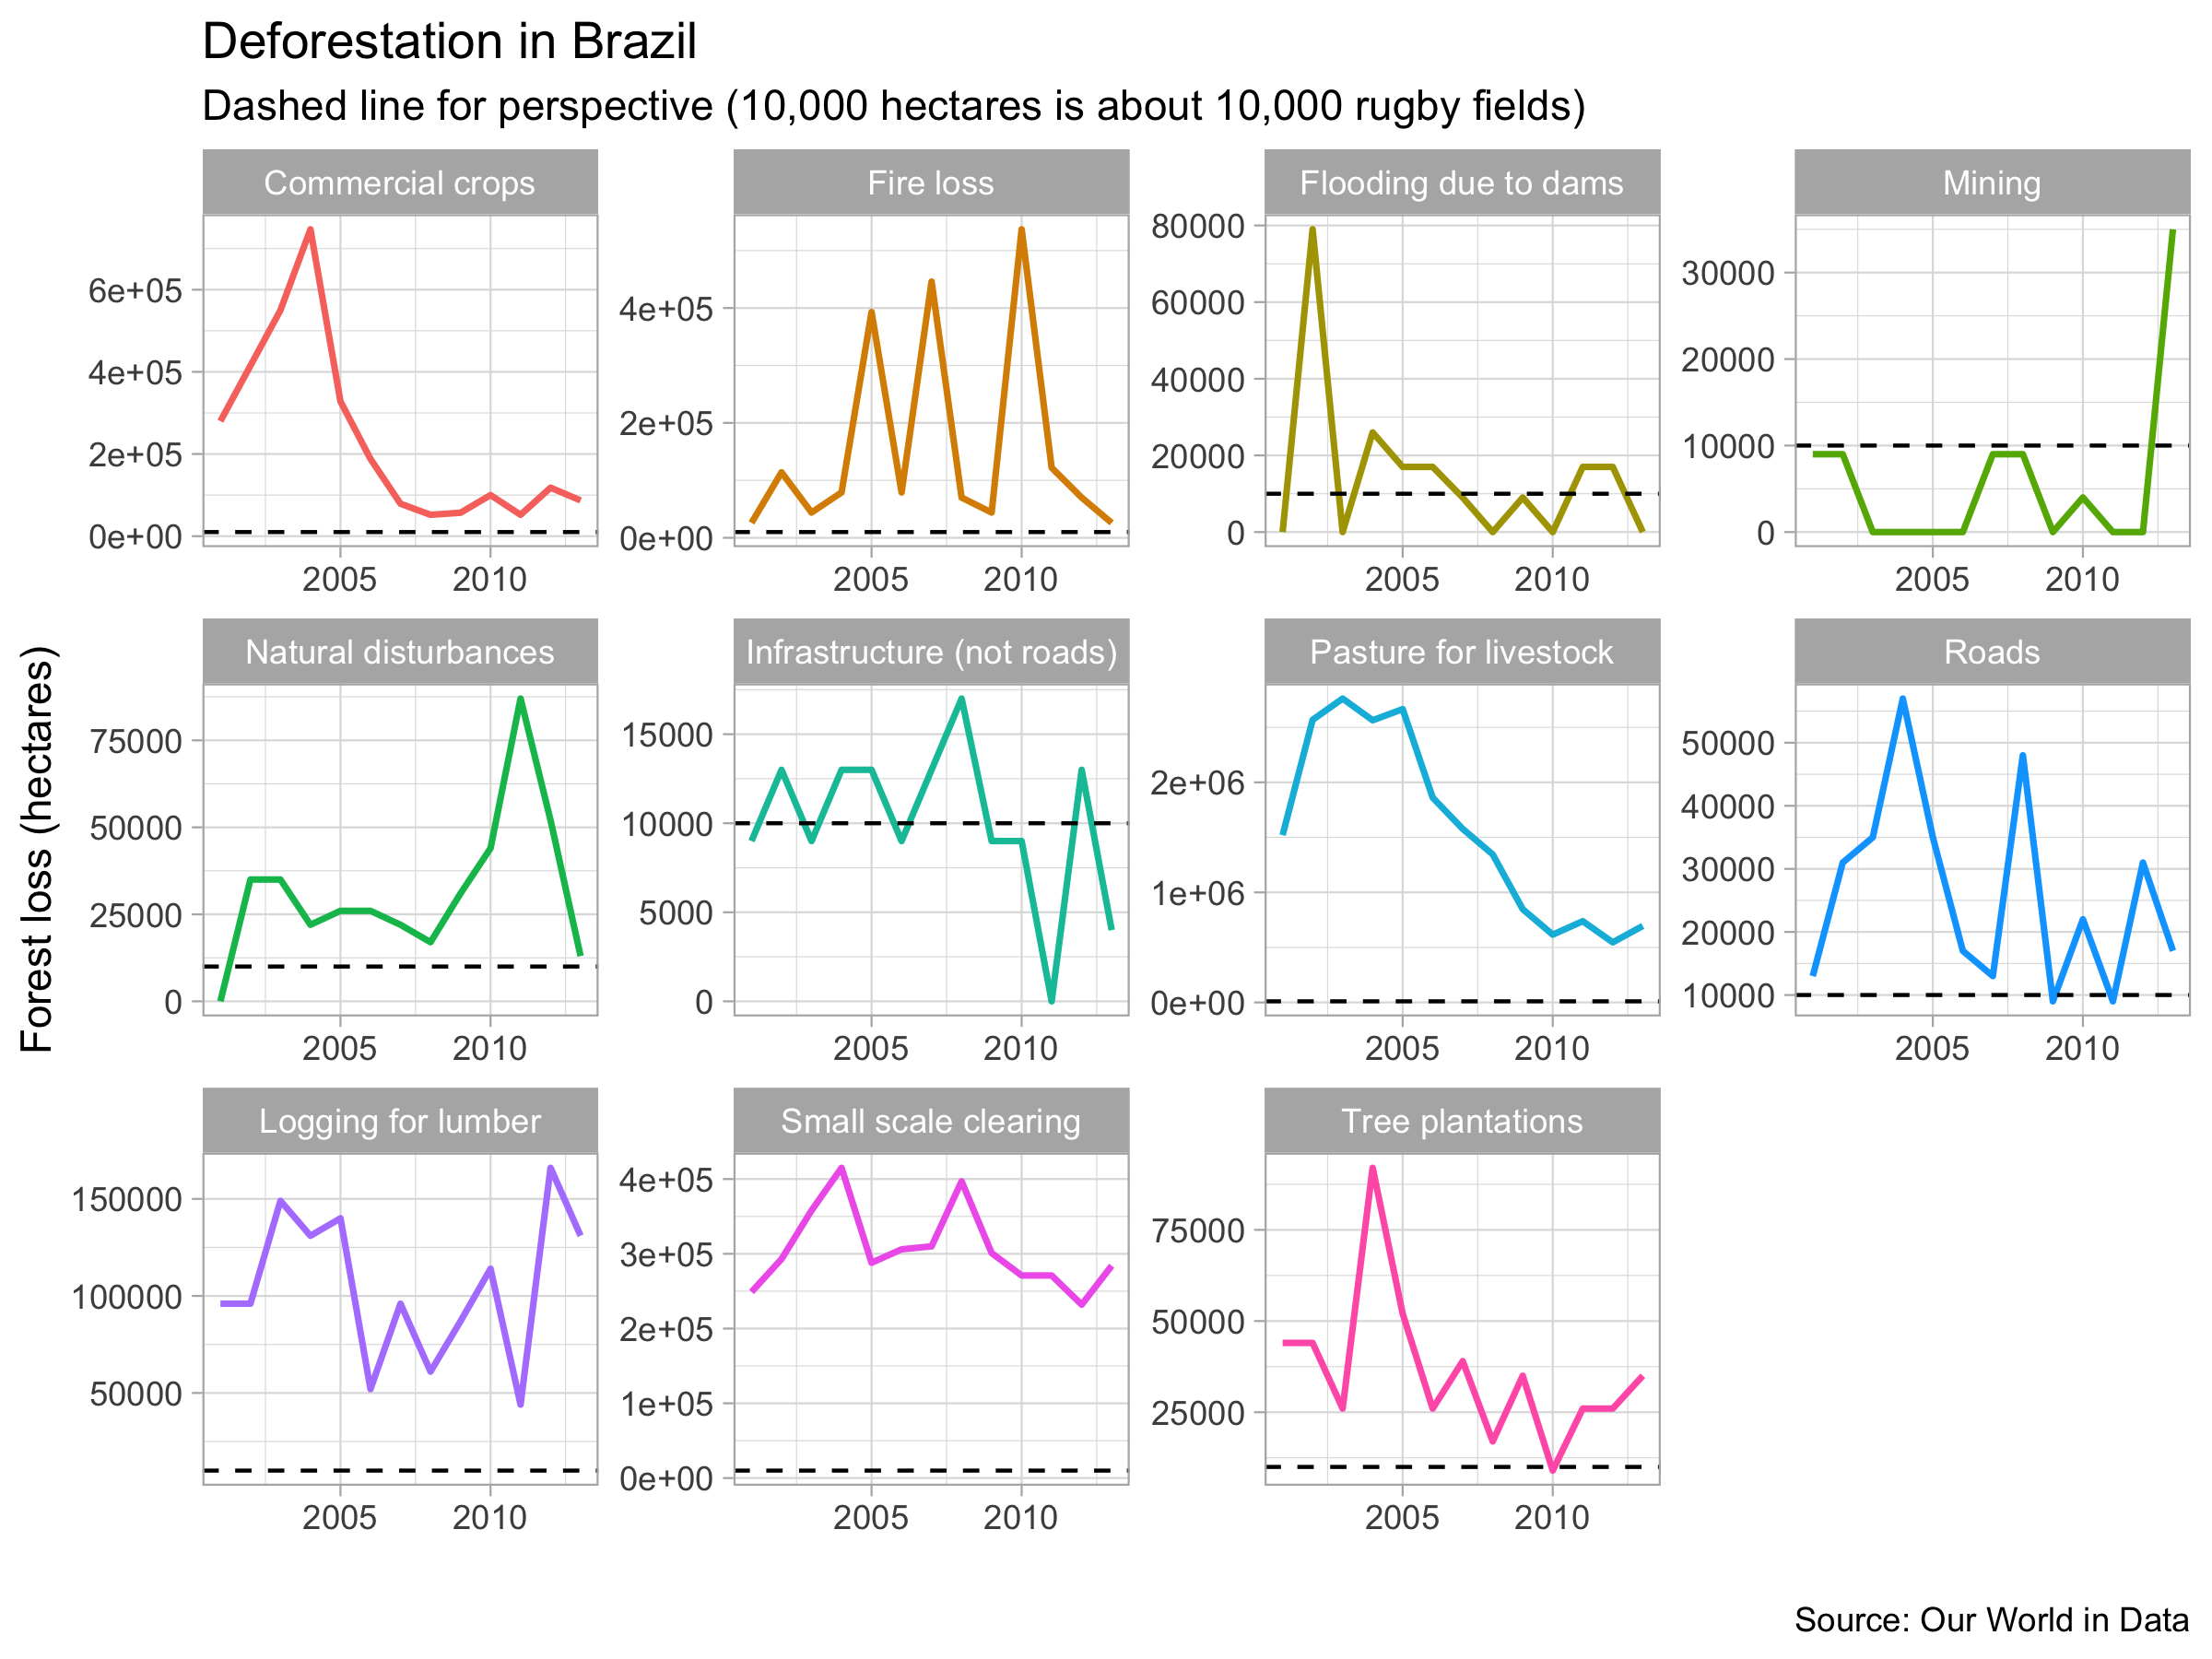 Deforestation in Brazil
Dashed line for perspective (10,000 hectares is about 10,000 rugby fields)
Forest loss (hectares)
Commercial crops
6e+05
4e+05
2e+05
0e+00
2005 2010
Fire loss
4e+05
2e+05
0e+00
2005 2010
Flooding due to dams
80000
60000
40000
20000
0
2005 2010
Mining
30000
20000
10000
0
2005 2010
Natural disturbances
75000
50000
25000
0
2005 2010
Infrastructure (not roads)
15000
10000
5000
0
2005 2010
Pasture for livestock
2e+06
1e+06
0e+00
2005 2010
Roads
50000
40000
30000
20000
10000
2005 2010
Logging for lumber
150000
100000
50000
2005 2010
Small scale clearing
4e+05
3e+05
2e+05
1e+05
0e+00
2005 2010
Tree plantations
75000
50000
25000
2005 2010
Source: Our World in Data